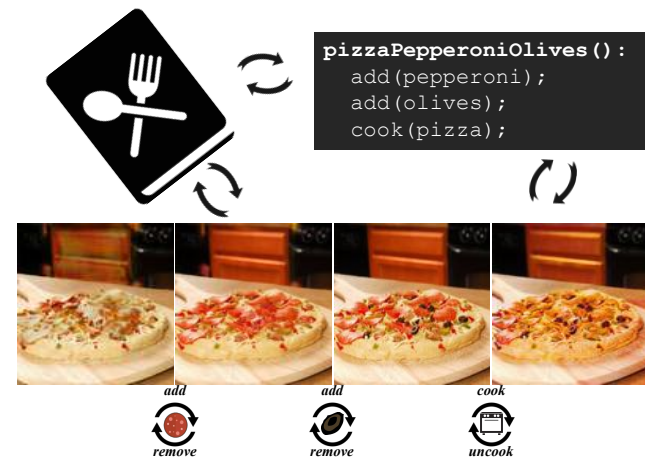 pizzaPepperoniOlives():
add(pepperoni);
add(olives);
cook(pizza);
add
add
cook
remove
remove
uncook